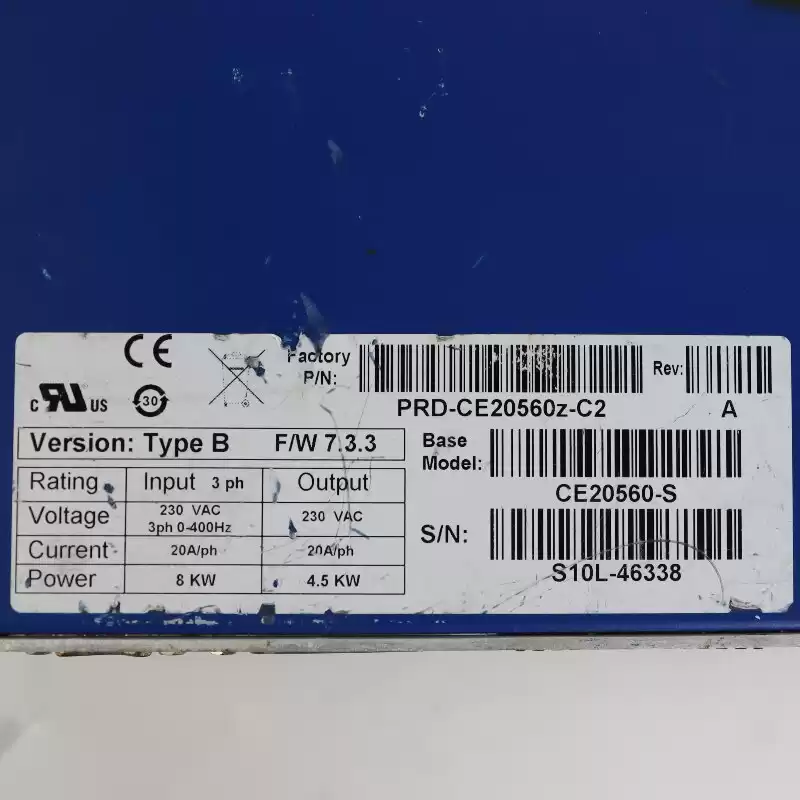 CE
Factory
P/N:
Rev:
PRD-CE20560z-C2
A
c RU US
30
Version: Type B F/W 7.3.3
Base
Model:
CE20560-S
Rating Input 3 ph Output
Voltage 230 VAC 230 VAC
3ph 0-400Hz
Current 20A/ph 20A/ph
Power 8 KW 4.5 KW
S/N:
S10L-46338